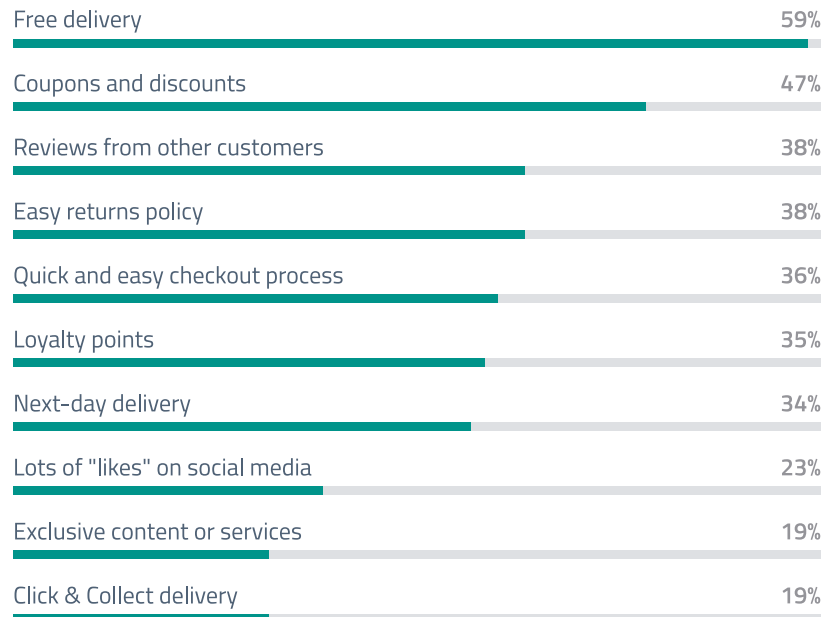 Free delivery 59%
Coupons and discounts 47%
Reviews from other customers 38%
Easy returns policy 38%
Quick and easy checkout process 36%
Loyalty points 35%
Next-day delivery 34%
Lots of "likes" on social media 23%
Exclusive content or services 19%
Click & Collect delivery 19%